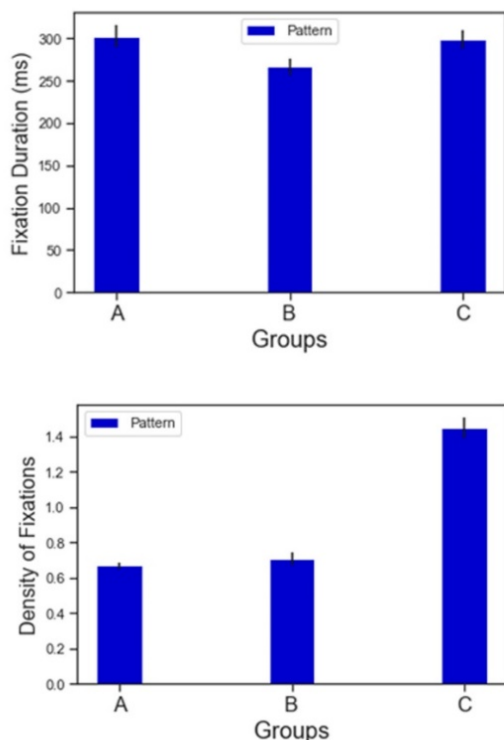 Fixation Duration (ms)
300
250
200
150
100
50
0
Pattern
A B C
Groups
Density of Fixations
1.4
1.2
1.0
0.8
0.6
0.4
0.2
0.0
Pattern
A B C
Groups